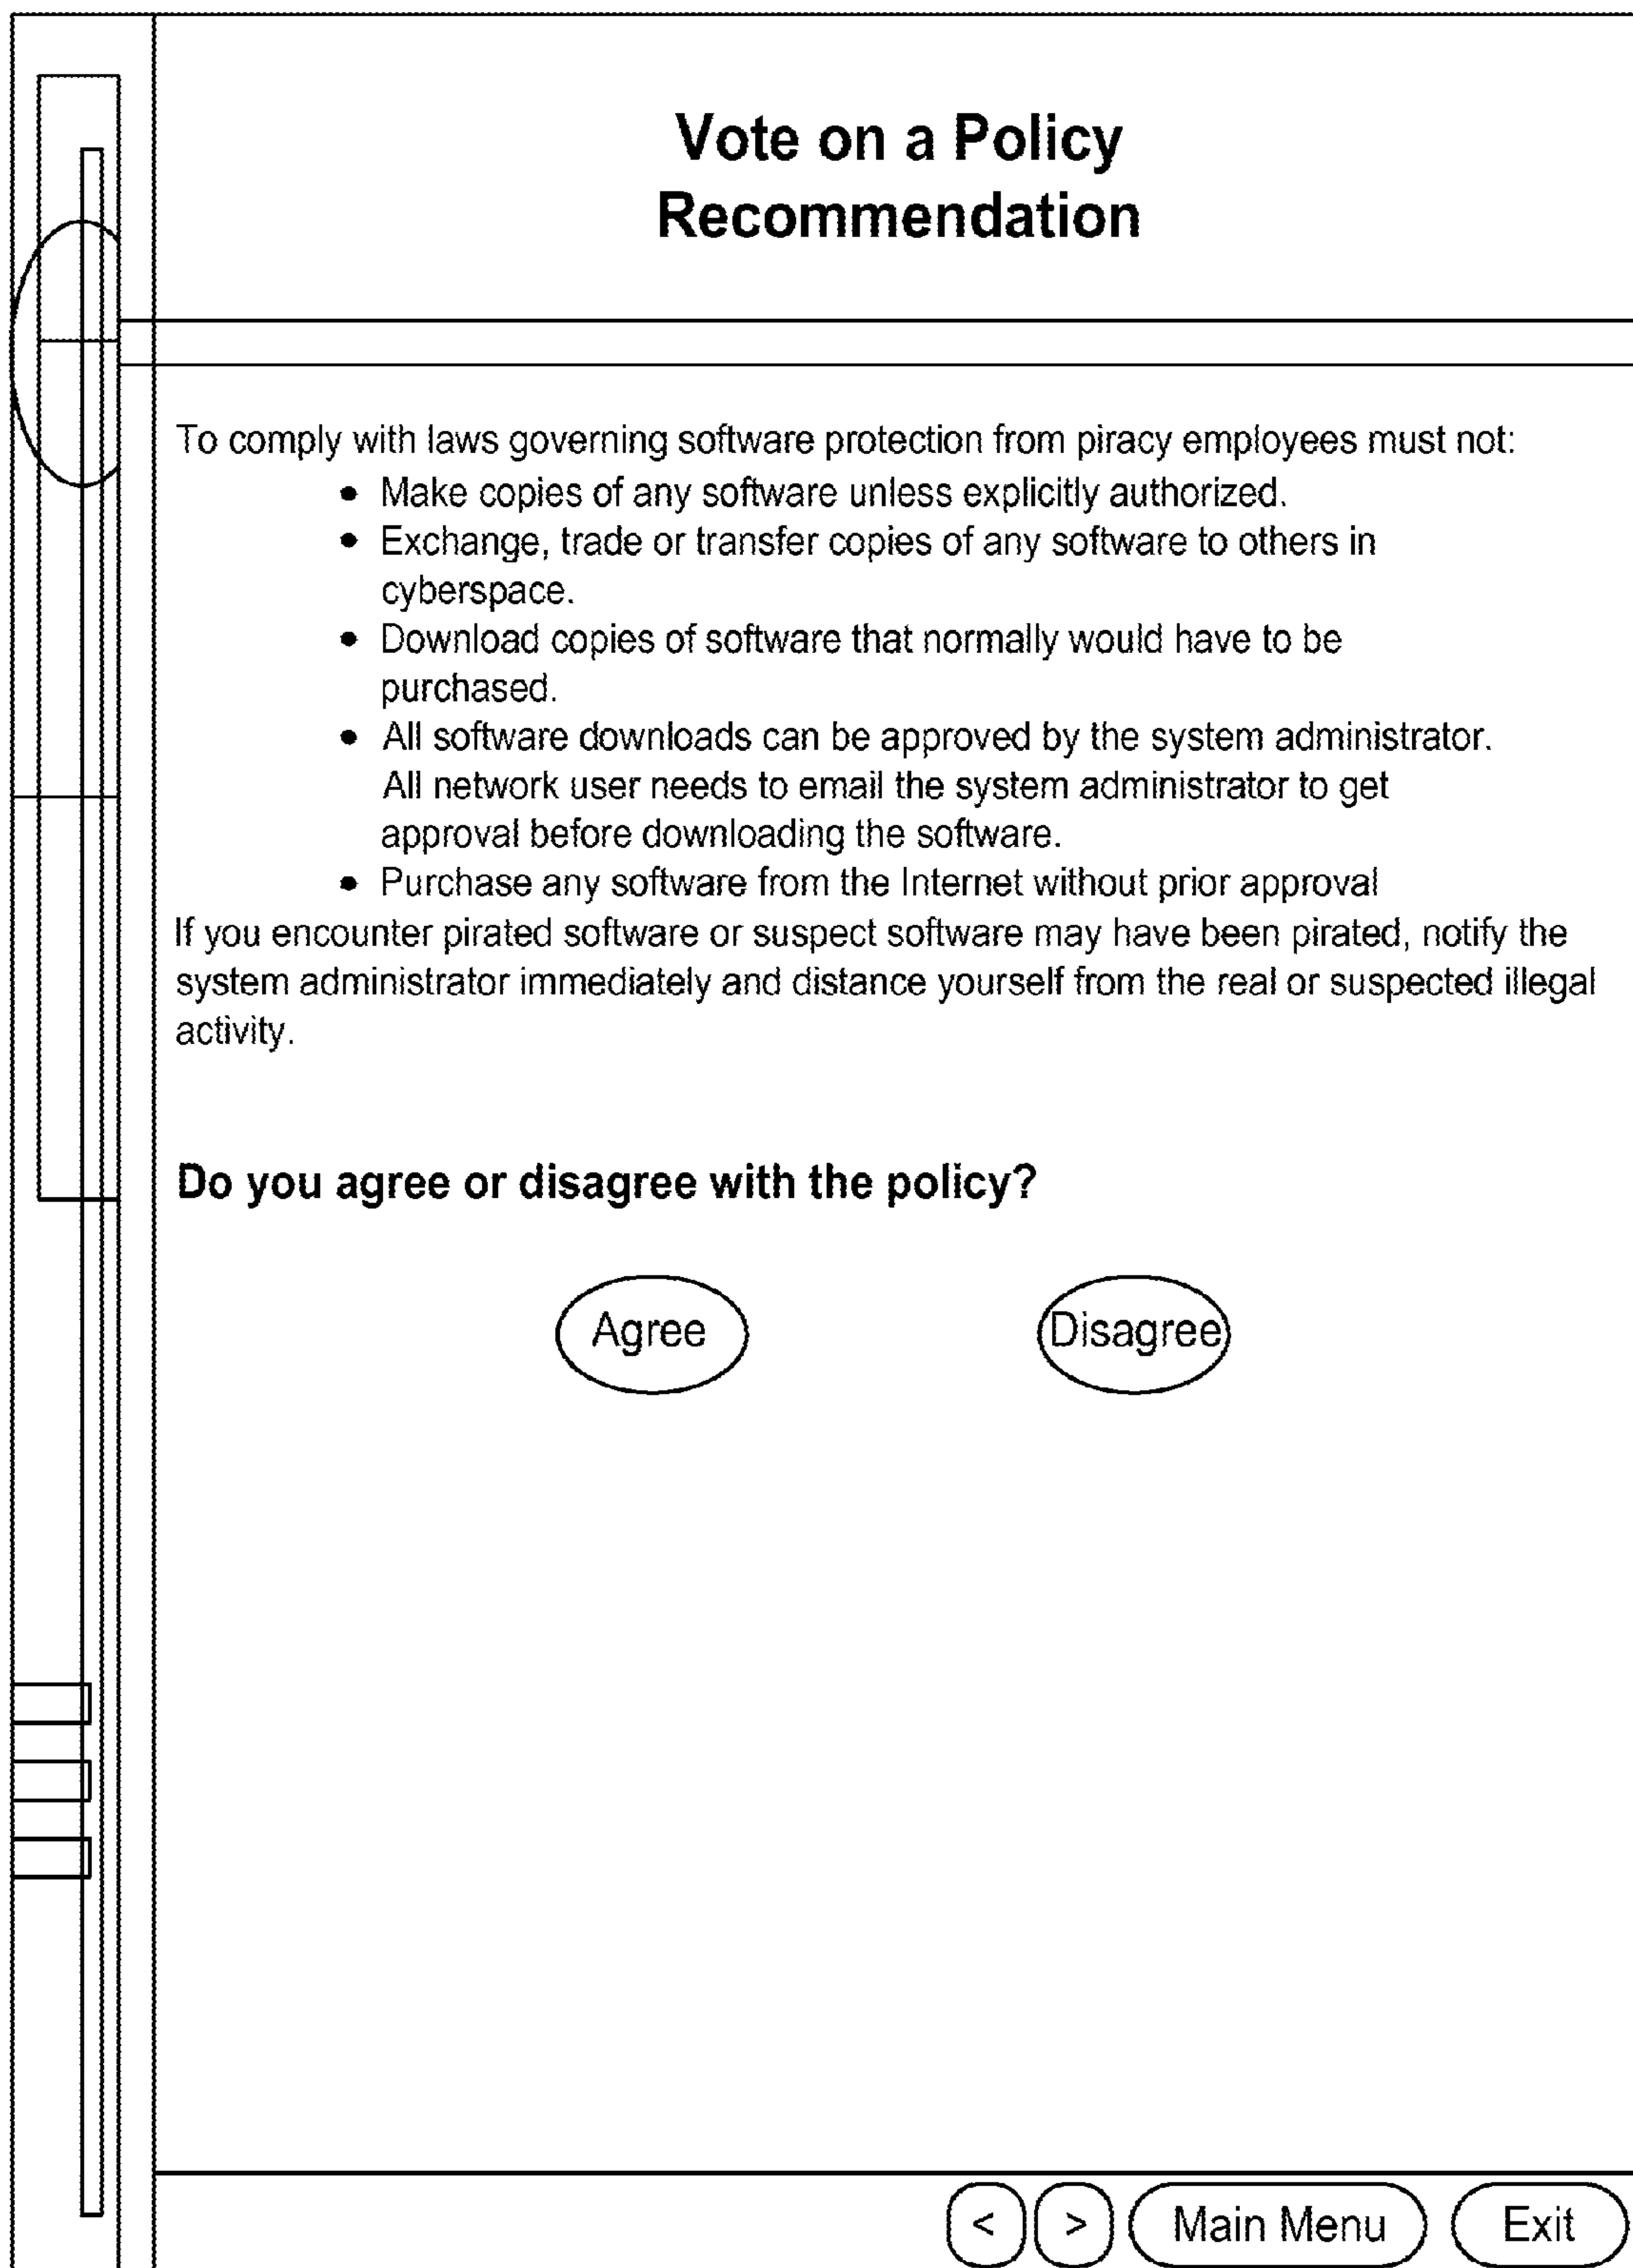 Vote on a Policy
Recommendation
To comply with laws governing software protection from piracy employees must not:
• Make copies of any software unless explicitly authorized.
• Exchange, trade or transfer copies of any software to others in
cyberspace.
• Download copies of software that normally would have to be
purchased.
• All software downloads can be approved by the system administrator.
All network user needs to email the system administrator to get
approval before downloading the software.
• Purchase any software from the Internet without prior approval
If you encounter pirated software or suspect software may have been pirated, notify the
system administrator immediately and distance yourself from the real or suspected illegal
activity.
Do you agree or disagree with the policy?
Agree Disagree
< > Main Menu Exit